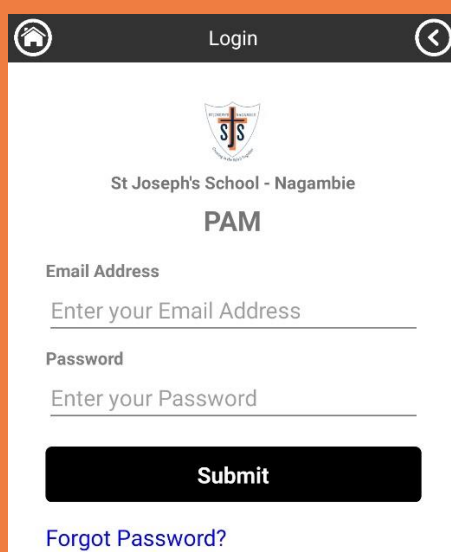 Login
SJS
St Joseph's School - Nagambie
PAM
Email Address
Enter your Email Address
Password
Enter your Password
Submit
Forgot Password?